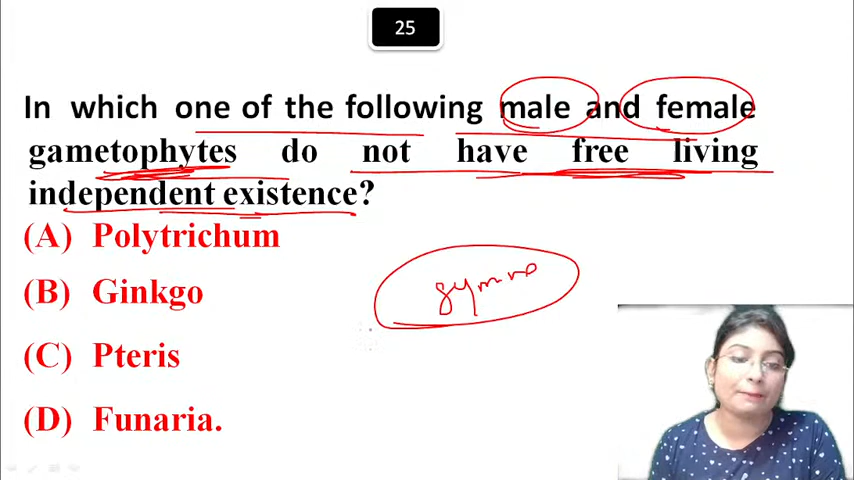 25
In which one of the following male and female
gametophytes do not have free living
independent existence?
(A) Polytrichum
gymno
(B) Ginkgo
(C) Pteris
(D) Funaria.